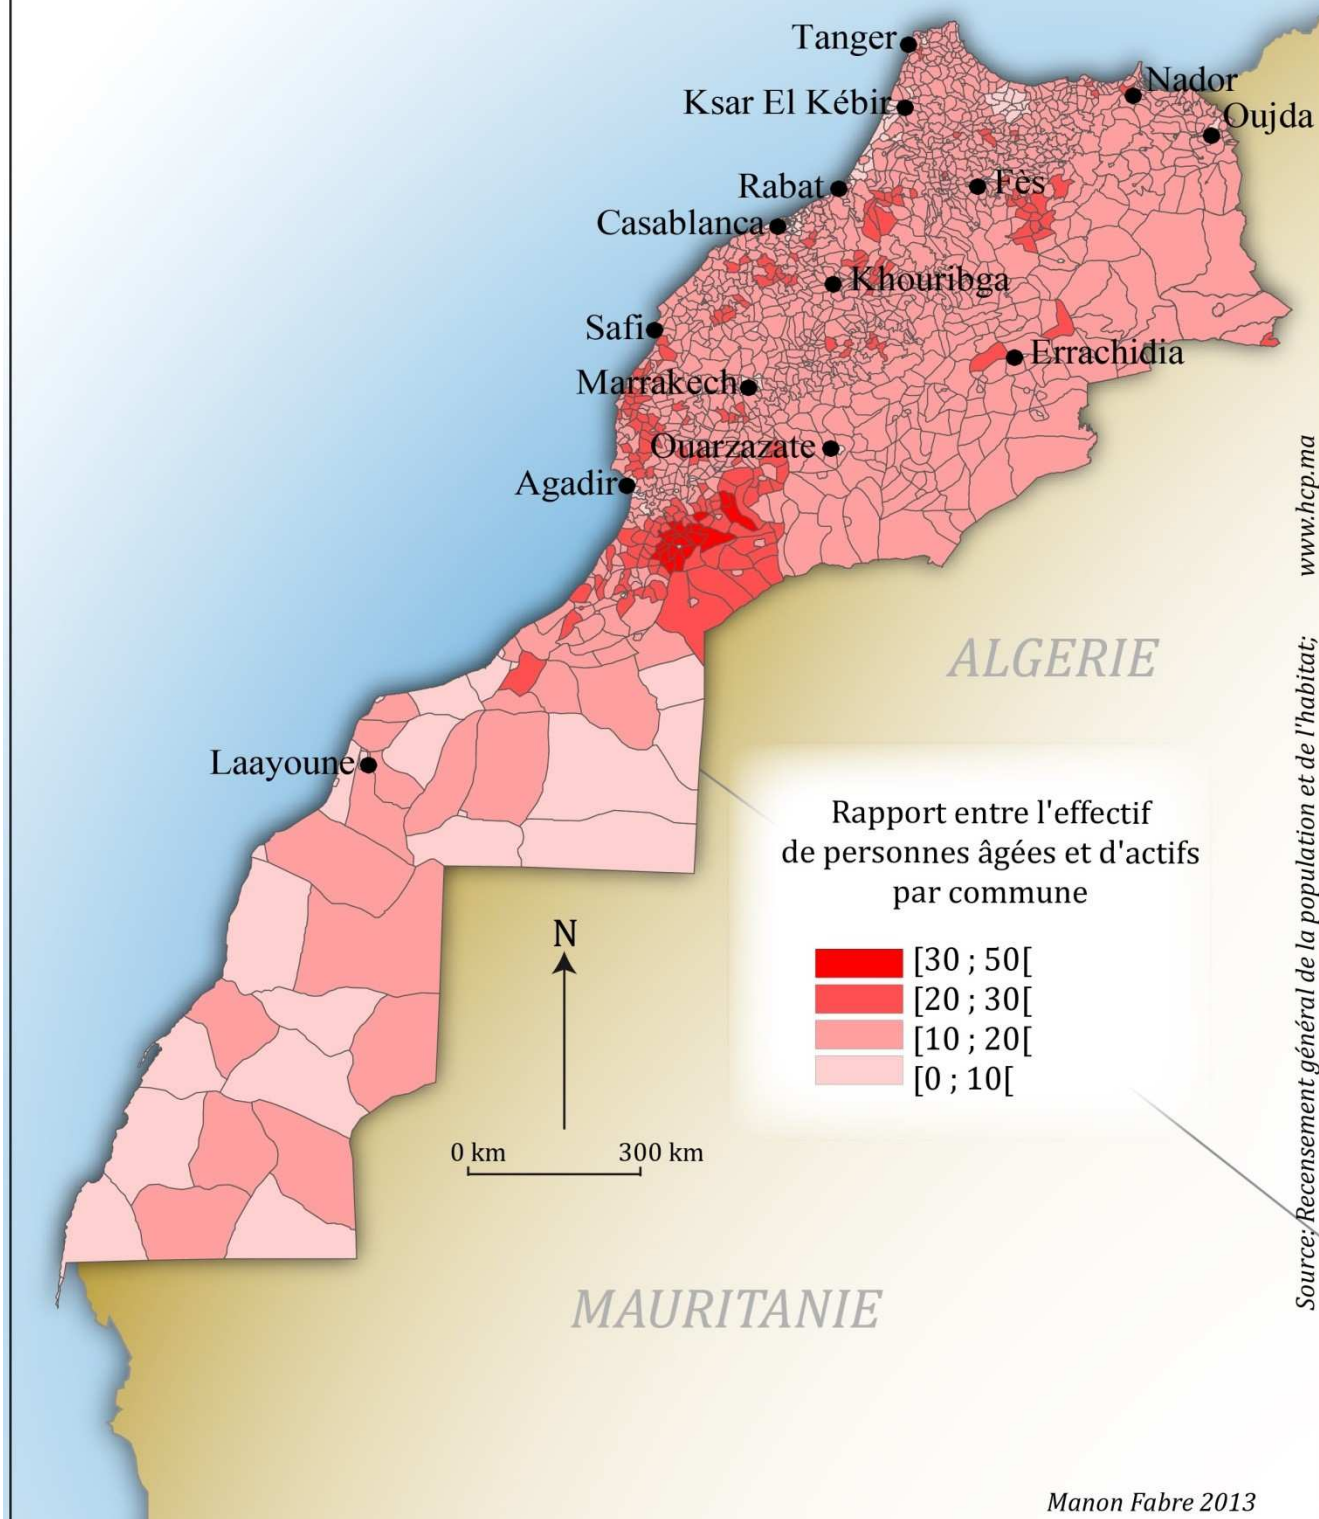 Tanger
Nador
Ksar El Kébir
Oujda
Rabat
Fès
Casablanca
Khouribga
Safi
Errachidia
Marrakech
Ouarzazate
Agadir
ALGERIE
Laayoune
Rapport entre l'effectif
de personnes âgées et d'actifs
par commune
[30 ; 50[
[20 ; 30[
[10 ; 20[
[0 ; 10[
N
0 km 300 km
MAURITANIE
Source: Recensement général de la population et de l'habitat; www.hcp.ma
Manon Fabre 2013